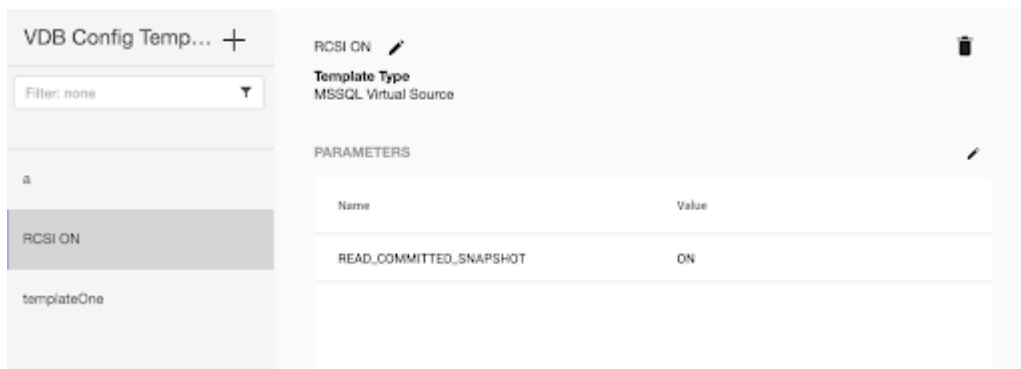 VDB Config Temp...
Filter: none
a
RCSI ON
templateOne
RCSI ON
Template Type
MSSQL Virtual Source
PARAMETERS
Name Value
READ_COMMITTED_SNAPSHOT ON